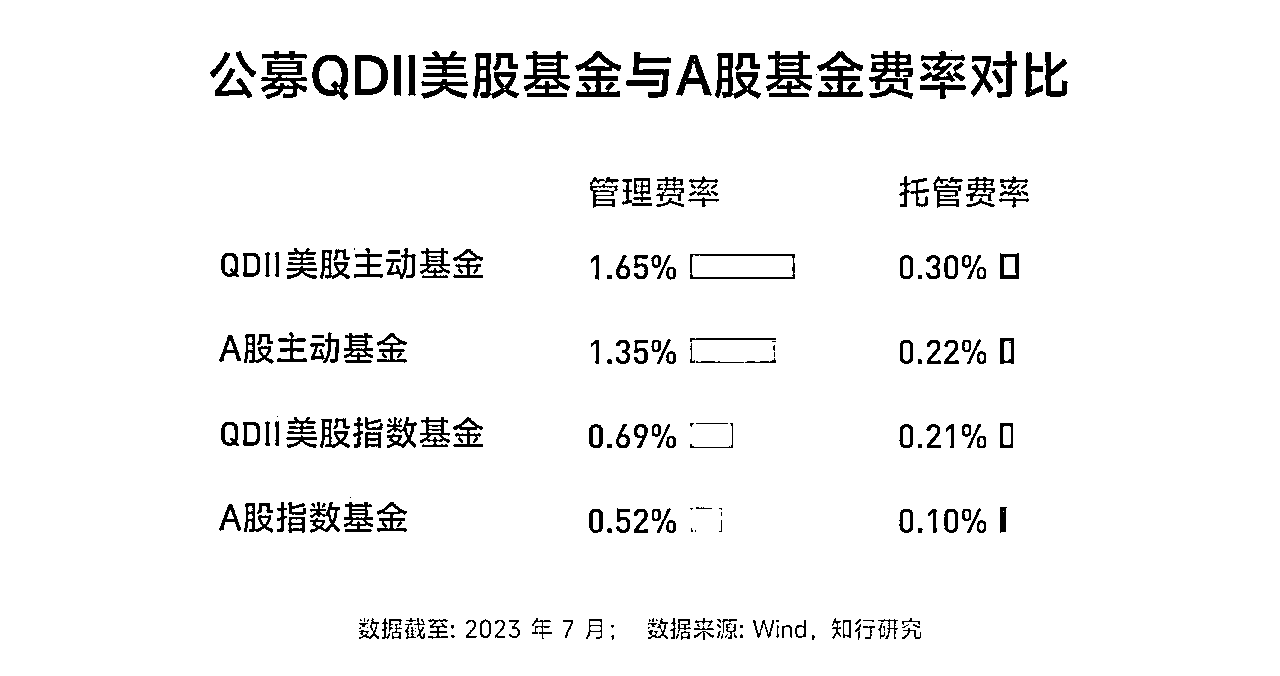 公募QDII美股基金与A股基金费率对比
管理费率 托管费率
QDII美股主动基金 1.65% 0.30%
A股主动基金 1.35% 0.22%
QDII美股指数基金 0.69% 0.21%
A股指数基金 0.52% 0.10%
数据截至: 2023 年 7 月； 数据来源: Wind，知行研究